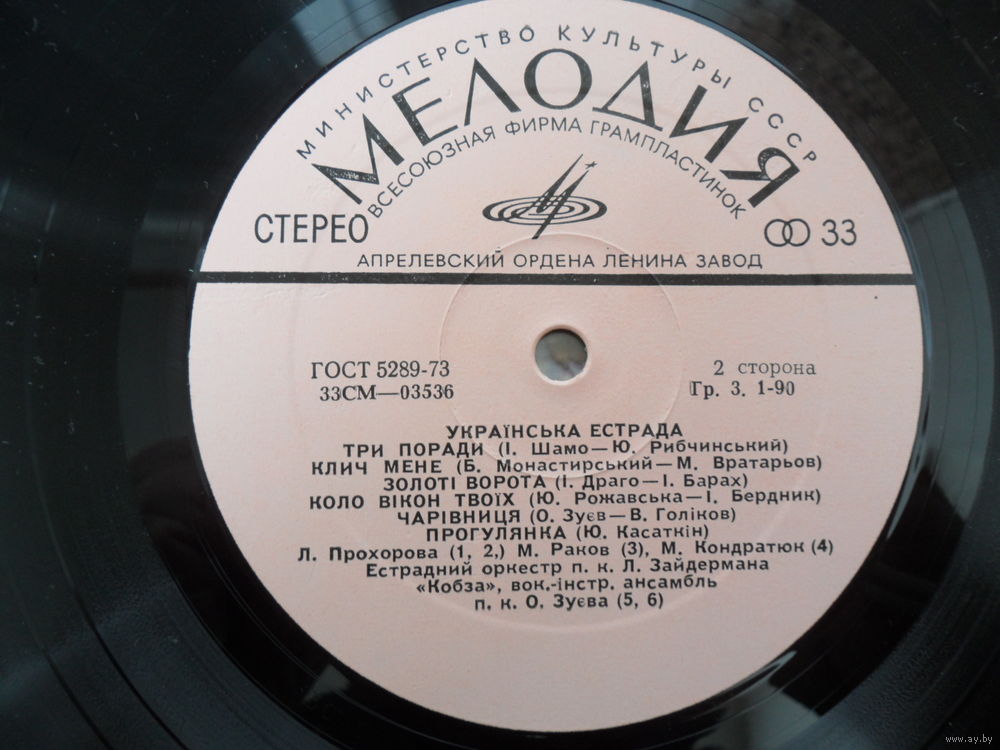 МИНИСТЕРСТВО КУЛЬТУРЫ СССР
МЕЛОДИЯ
ВСЕСОЮЗНАЯ ФИРМА ГРАМПЛАСТИНОК
СТЕРЕО
33
АПРЕЛЕВСКИЙ ОРДЕНА ЛЕНИНА ЗАВОД
ГОСТ 5289-73
2 сторона
33СМ—03536
Гр. 3. 1-90
УКРАЇНСЬКА ЕСТРАДА
ТРИ ПОРАДИ (І. Шамо—Ю. Рибчинський)
КЛИЧ МЕНЕ (Б. Монастирський—М. Вратарьов)
ЗОЛОТІ ВОРОТА (І. Драго—І. Барах)
КОЛО ВІКОН ТВОЇХ (Ю. Рожавська—І. Бердник)
ЧАРІВНИЦЯ (О. Зуєв—В. Голіков)
ПРОГУЛЯНКА (Ю. Касаткін)
Л. Прохорова (1, 2,) М. Раков (3), М. Кондратюк (4)
Естрадний оркестр п. к. Л. Зайдермана
«Кобза», вок.-інстр. ансамбль
п. к. О. Зуєва (5, 6)
www.ay.by